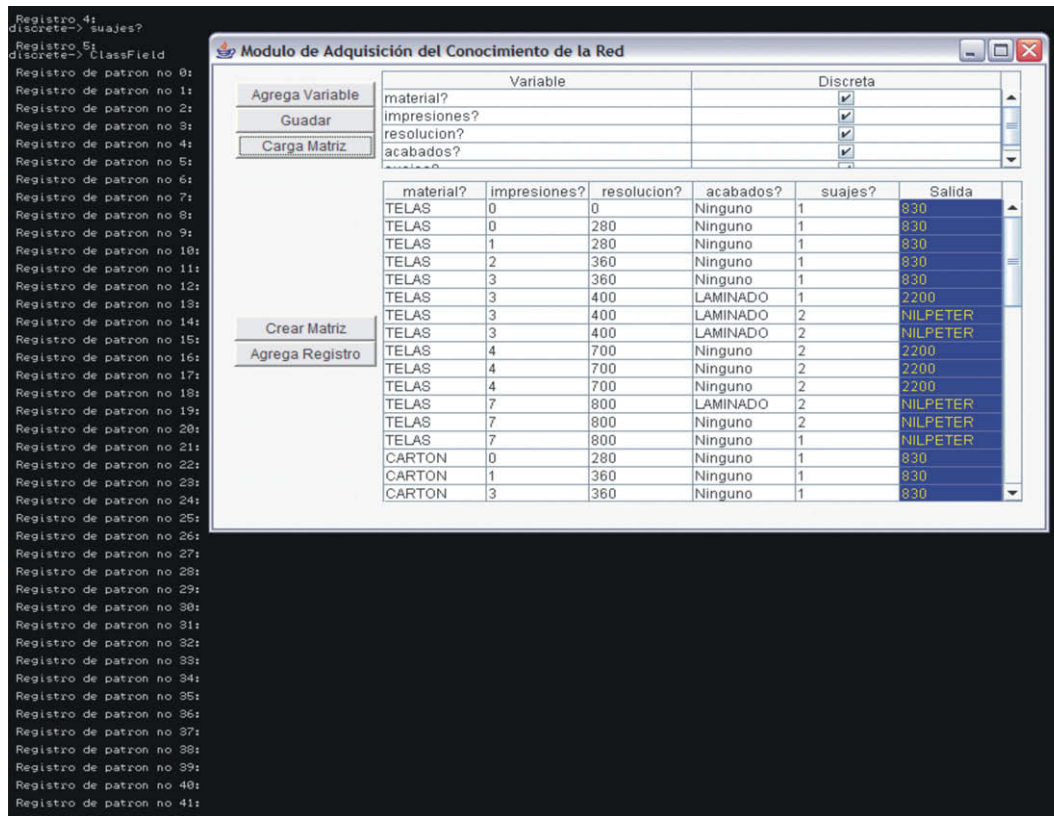 Registro 4:
discrete-> suajes?
Registro 5:
discrete-> ClassField
Registro de patron no 0:
Registro de patron no 1:
Registro de patron no 2:
Registro de patron no 3:
Registro de patron no 4:
Registro de patron no 5:
Registro de patron no 6:
Registro de patron no 7:
Registro de patron no 8:
Registro de patron no 9:
Registro de patron no 10:
Registro de patron no 11:
Registro de patron no 12:
Registro de patron no 13:
Registro de patron no 14:
Registro de patron no 15:
Registro de patron no 16:
Registro de patron no 17:
Registro de patron no 18:
Registro de patron no 19:
Registro de patron no 20:
Registro de patron no 21:
Registro de patron no 22:
Registro de patron no 23:
Registro de patron no 24:
Registro de patron no 25:
Registro de patron no 26:
Registro de patron no 27:
Registro de patron no 28:
Registro de patron no 29:
Registro de patron no 30:
Registro de patron no 31:
Registro de patron no 32:
Registro de patron no 33:
Registro de patron no 34:
Registro de patron no 35:
Registro de patron no 36:
Registro de patron no 37:
Registro de patron no 38:
Registro de patron no 39:
Registro de patron no 40:
Registro de patron no 41:
Modulo de Adquisición del Conocimiento de la Red
Agrega Variable
Guadar
Carga Matriz
Variable Discreta
material?
impresiones?
resolucion?
acabados?
Crear Matriz
Agrega Registro
material? impresiones? resolucion? acabados? suajes? Salida
TELAS 0 0 Ninguno 1 830
TELAS 0 280 Ninguno 1 830
TELAS 1 280 Ninguno 1 830
TELAS 2 360 Ninguno 1 830
TELAS 3 360 Ninguno 1 830
TELAS 3 400 LAMINADO 1 2200
TELAS 3 400 LAMINADO 2 NILPETER
TELAS 3 400 LAMINADO 2 NILPETER
TELAS 4 700 Ninguno 2 2200
TELAS 4 700 Ninguno 2 2200
TELAS 4 700 Ninguno 2 2200
TELAS 7 800 LAMINADO 2 NILPETER
TELAS 7 800 Ninguno 2 NILPETER
TELAS 7 800 Ninguno 1 NILPETER
CARTON 0 280 Ninguno 1 830
CARTON 1 360 Ninguno 1 830
CARTON 3 360 Ninguno 1 830